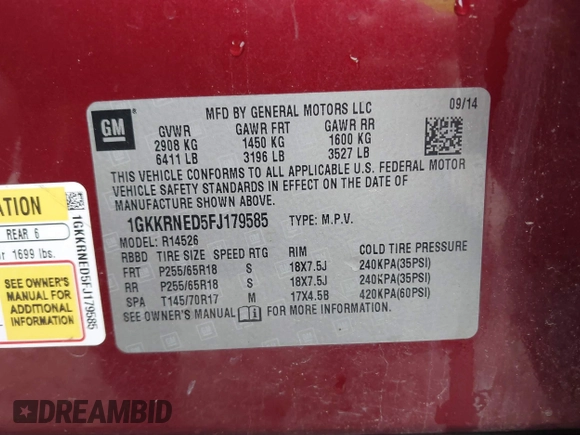 GM
MFD BY GENERAL MOTORS LLC 09/14
GVWR GAWR FRT GAWR RR
2908 KG 1450 KG 1600 KG
6411 LB 3196 LB 3527 LB
THIS VEHICLE CONFORMS TO ALL APPLICABLE U.S. FEDERAL MOTOR
VEHICLE SAFETY STANDARDS IN EFFECT ON THE DATE OF
MANUFACTURE SHOWN ABOVE.
1GKKRNED5FJ179585 TYPE: M.P.V.
MODEL: R14526
RBBD TIRE SIZE SPEED RTG RIM COLD TIRE PRESSURE
FRT P255/65R18 S 18X7.5J 240KPA(35PSI)
RR P255/65R18 S 18X7.5J 240KPA(35PSI)
SPA T145/70R17 M 17X4.5B 420KPA(60PSI)
SEE OWNER'S MANUAL FOR MORE INFORMATION.
ATION
REAR 6
r 1699 lbs.
SEE OWNER'S
MANUAL FOR
ADDITIONAL
INFORMATION
1GKKRNED5FJ179585
DREAMBID